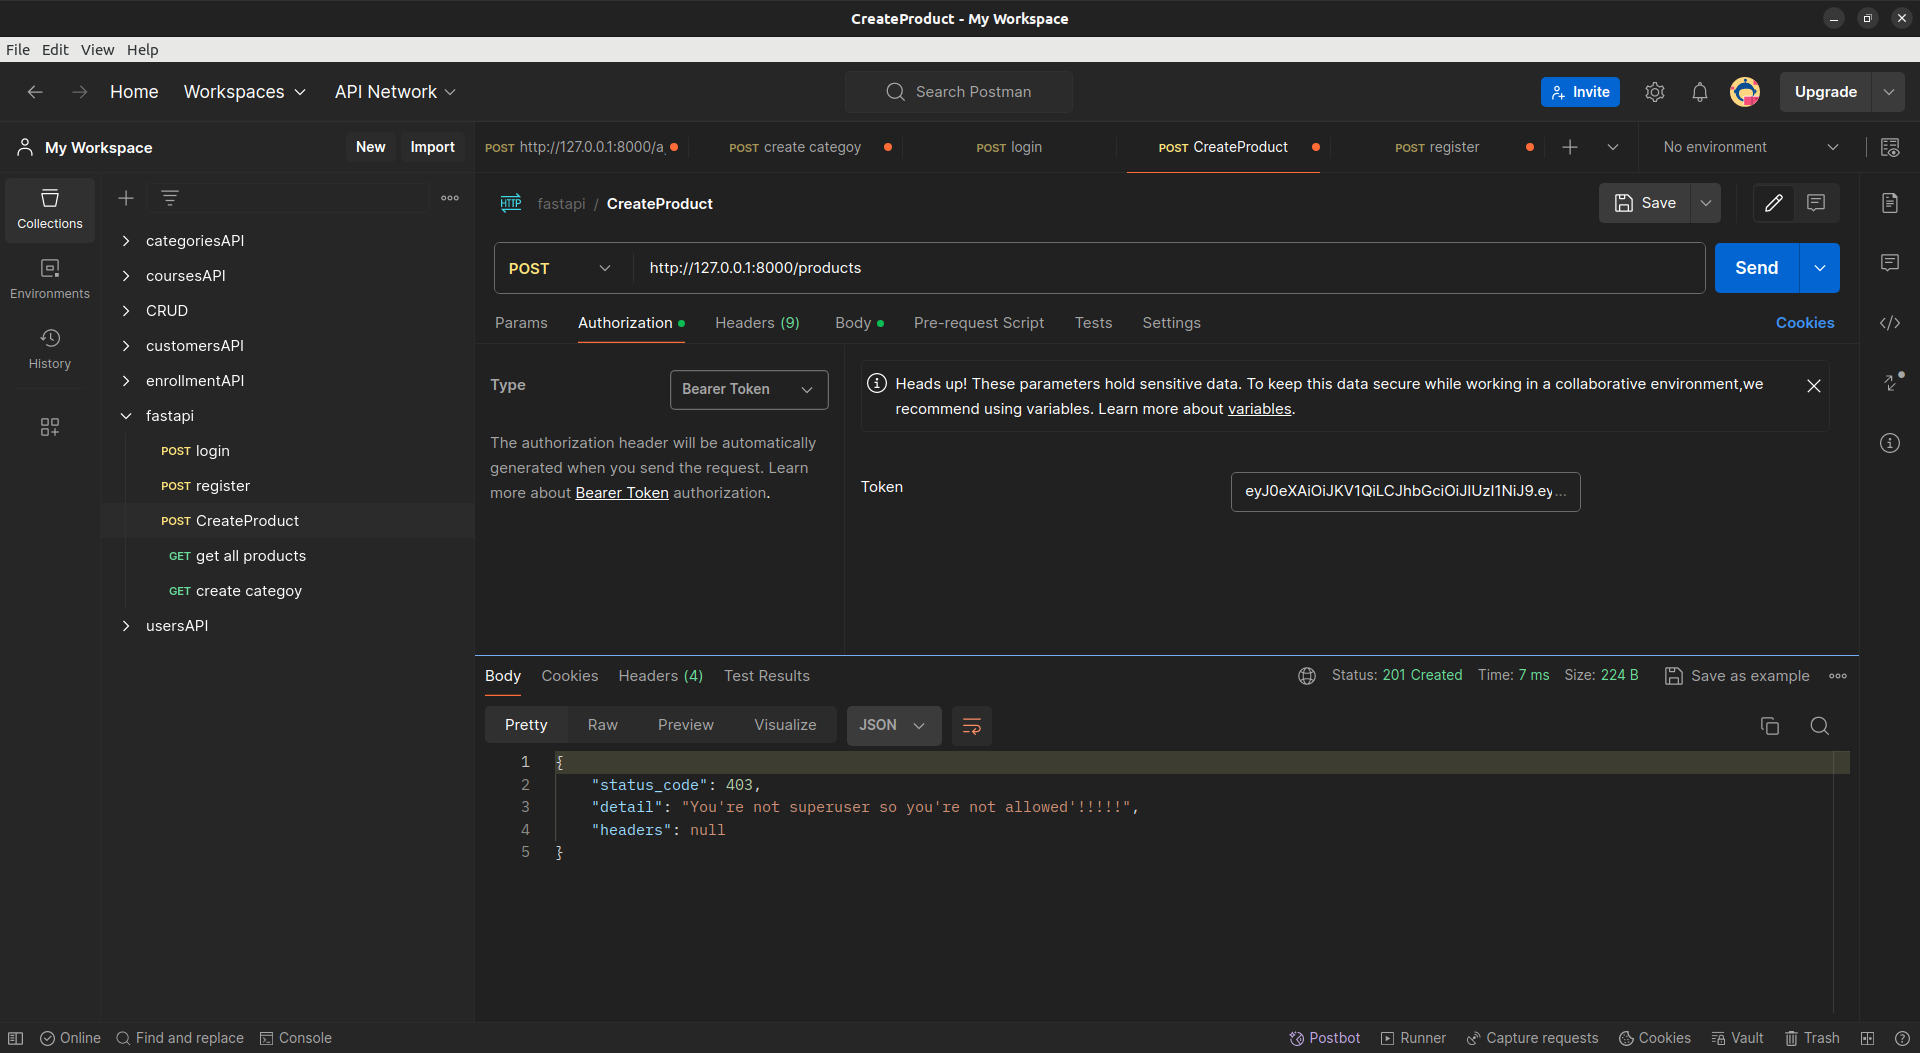 CreateProduct - My Workspace
File Edit View Help
Home Workspaces API Network Search Postman Invite Upgrade
My Workspace New Import
POST http://127.0.0.1:8000/a POST create categoy POST login POST CreateProduct POST register No environment
Collections
Environments
History
categoriesAPI
coursesAPI
CRUD
customersAPI
enrollmentAPI
fastapi
POST login
POST register
POST CreateProduct
GET get all products
GET create categoy
usersAPI
HTTP fastapi / CreateProduct Save
POST http://127.0.0.1:8000/products Send
Params Authorization Headers (9) Body Pre-request Script Tests Settings Cookies
Type Bearer Token
The authorization header will be automatically
generated when you send the request. Learn
more about Bearer Token authorization.
Heads up! These parameters hold sensitive data. To keep this data secure while working in a collaborative environment,we
recommend using variables. Learn more about variables.
Token eyJ0eXAiOiJKV1QiLCJhbGciOiJIUzI1NiJ9.ey...
Body Cookies Headers (4) Test Results Status: 201 Created Time: 7 ms Size: 224 B Save as example
Pretty Raw Preview Visualize JSON
1 {
2 "status_code": 403,
3 "detail": "You're not superuser so you're not allowed'!!!!!",
4 "headers": null
5 }
Online Find and replace Console Postbot Runner Capture requests Cookies Vault Trash